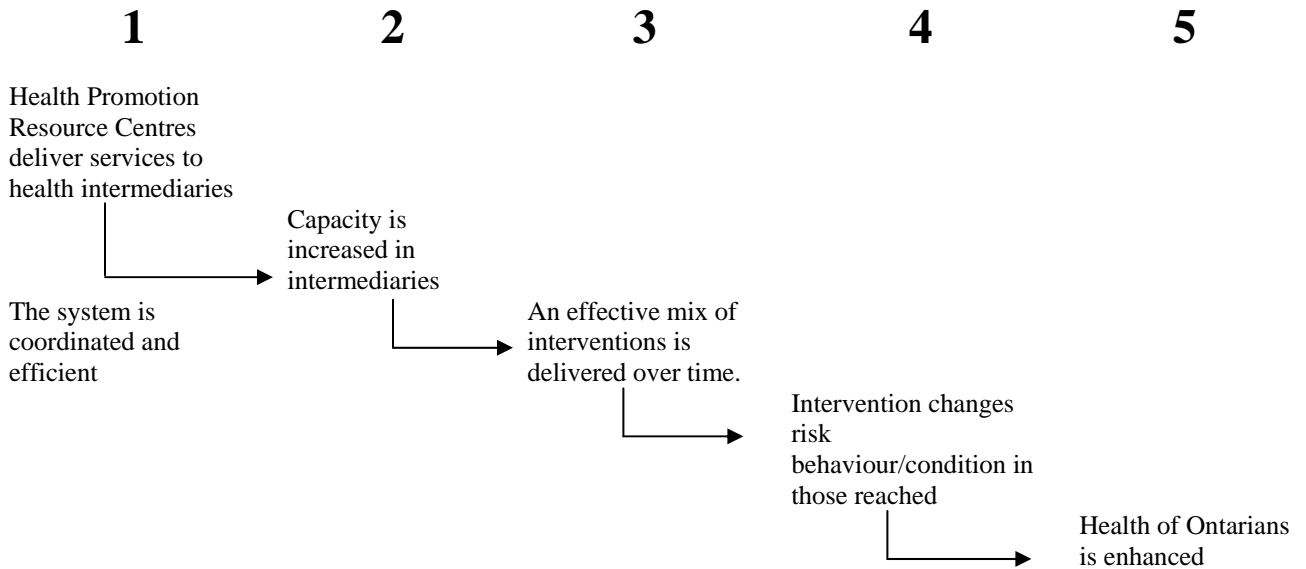 1 2 3 4 5
Health Promotion
Resource Centres
deliver services to
health intermediaries
The system is
coordinated and
efficient
Capacity is
increased in
intermediaries
An effective mix of
interventions is
delivered over time.
Intervention changes
risk
behaviour/condition in
those reached
Health of Ontarians
is enhanced